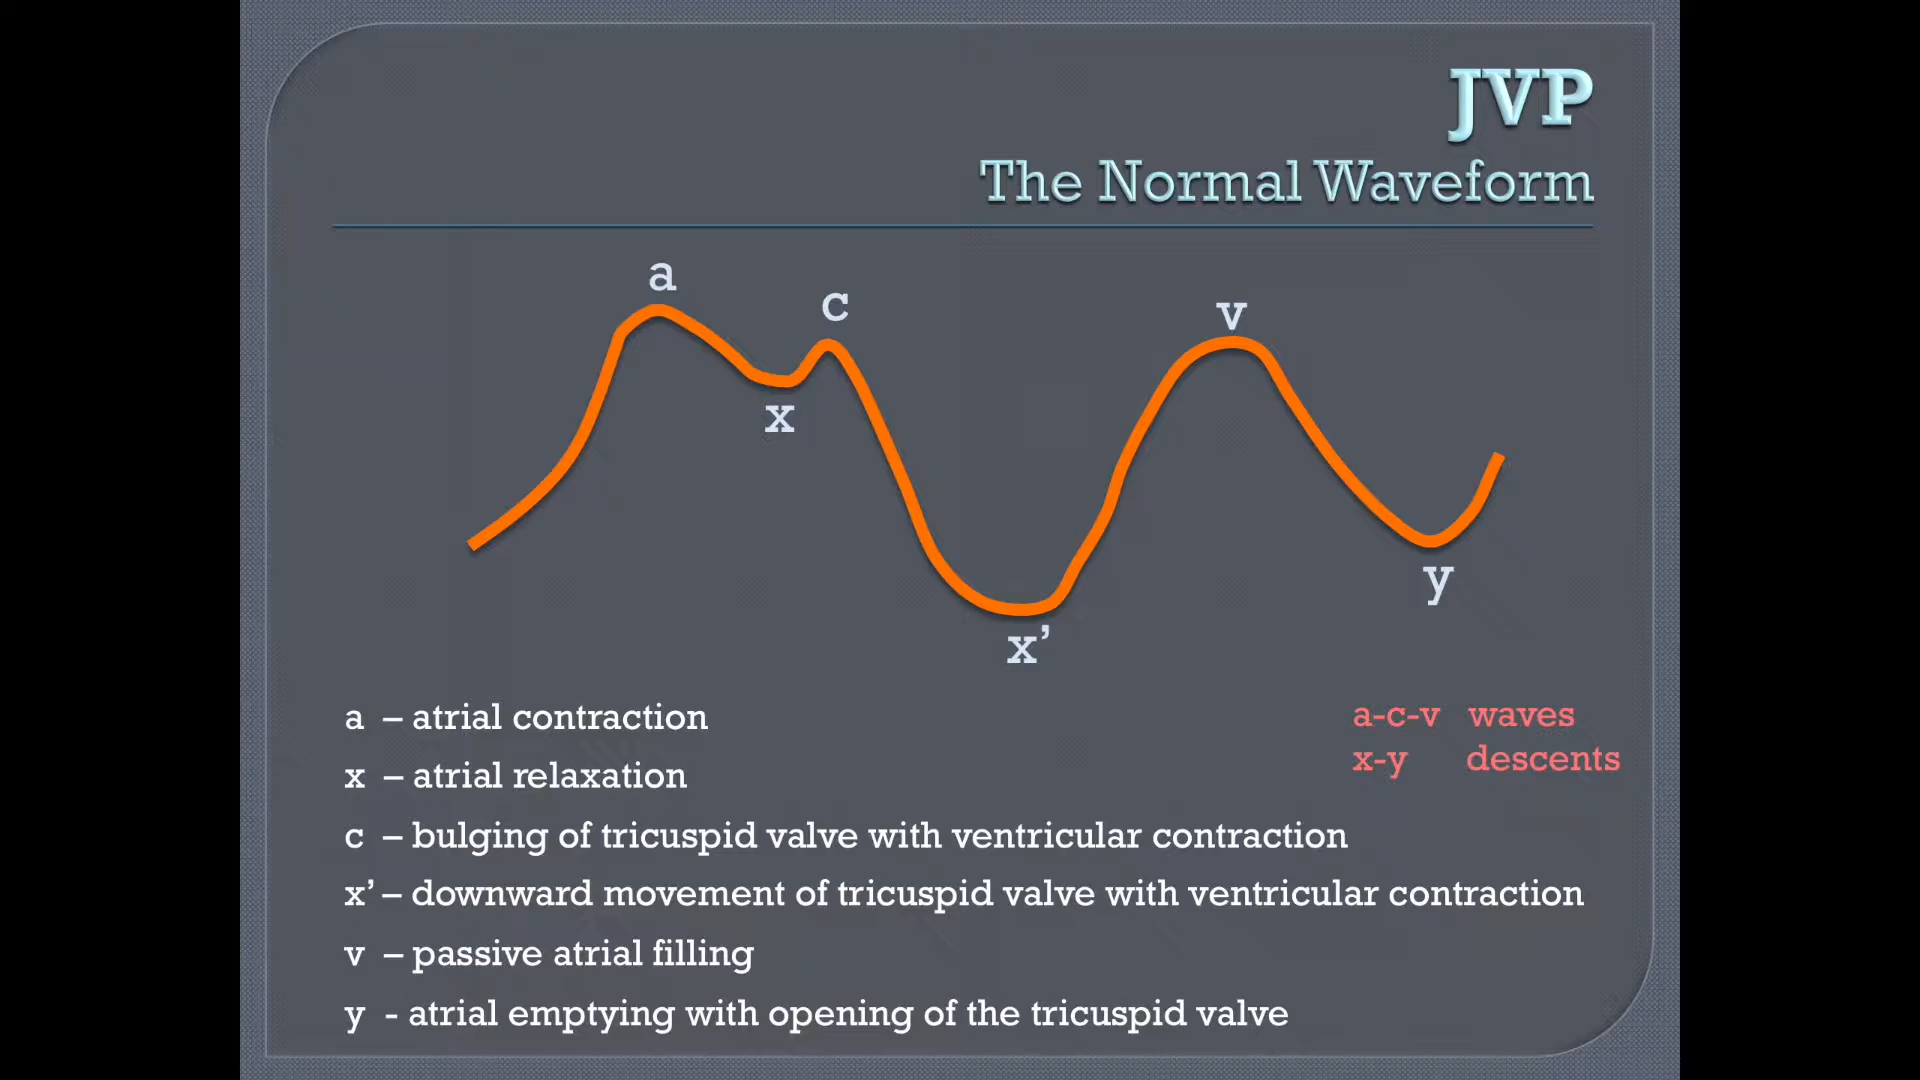 JVP
The Normal Waveform
a
c
v
x
y
x’
a – atrial contraction
a-c-v waves
x – atrial relaxation
x-y descents
c – bulging of tricuspid valve with ventricular contraction
x’ – downward movement of tricuspid valve with ventricular contraction
v – passive atrial filling
y - atrial emptying with opening of the tricuspid valve